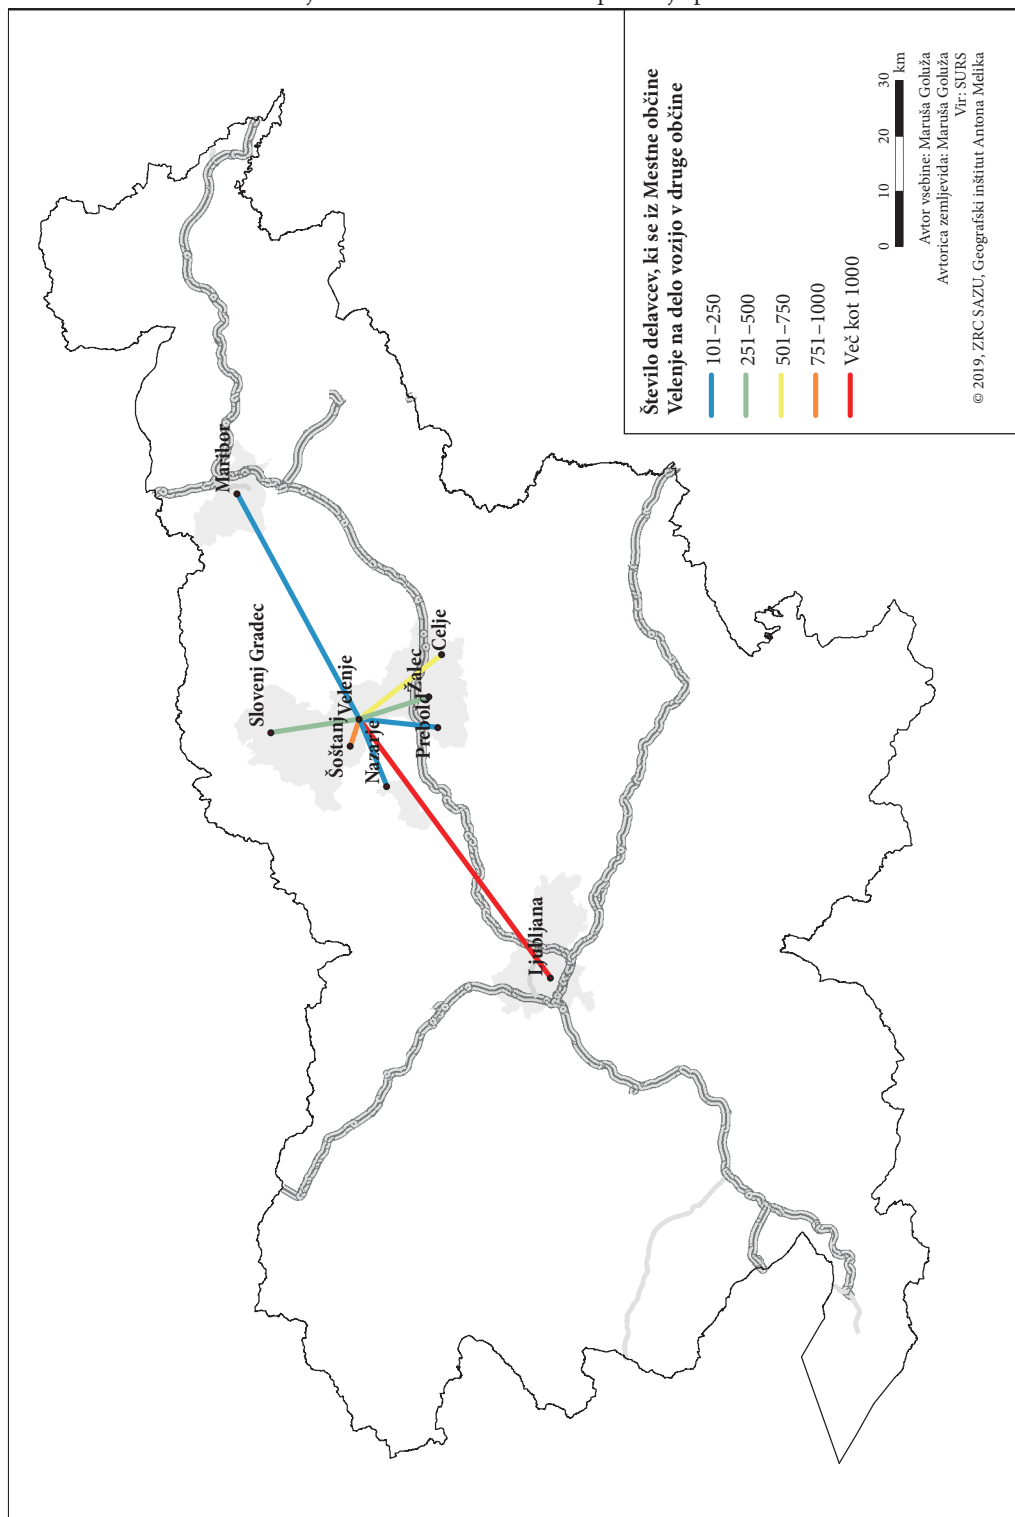 Maribor
Slovenj Gradec
Velenje
Šoštanj
Nazarje
Celje
Žalec
Prebold
Ljubljana
Število delavcev, ki se iz Mestne občine
Velenje na delo vozijo v druge občine
101–250
251–500
501–750
751–1000
Več kot 1000
0 10 20 30
km
Avtor vsebine: Maruša Goluža
Avtorica zemljevida: Maruša Goluža
Vir: SURS
© 2019, ZRC SAZU, Geografski inštitut Antona Melika